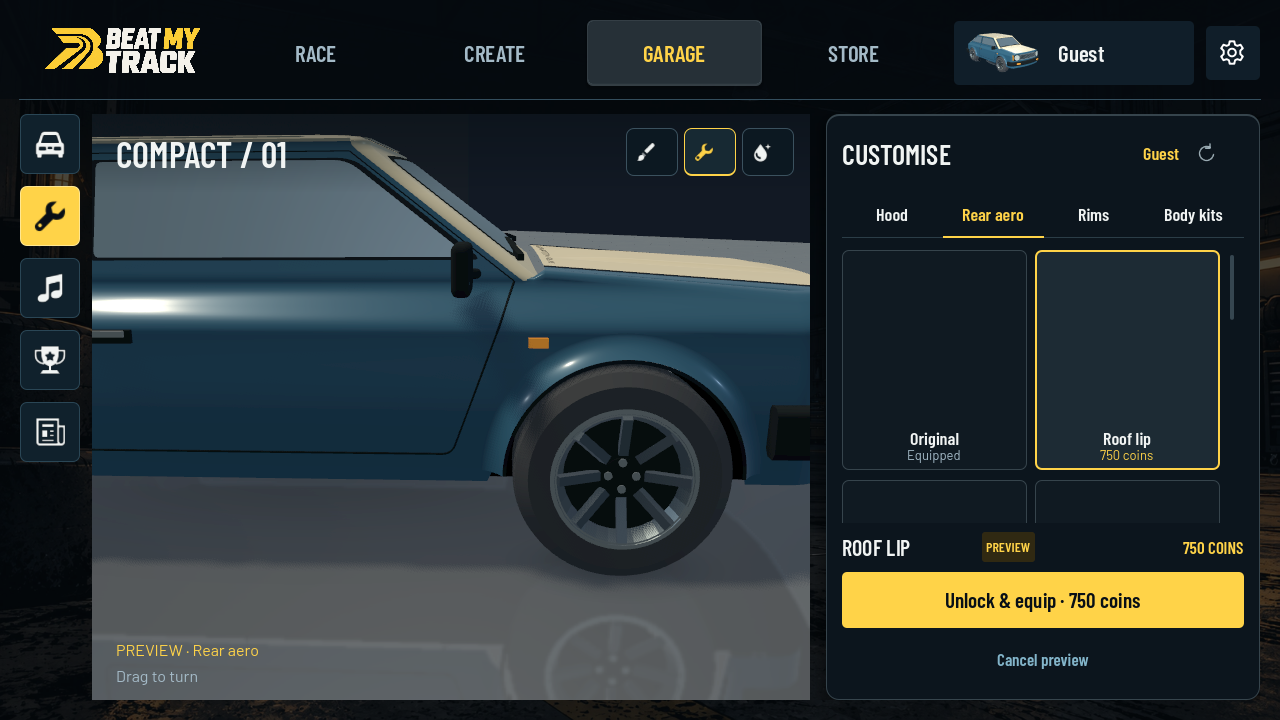 BEAT MY
TRACK
RACE
CREATE
GARAGE
STORE
Guest
COMPACT / 01
CUSTOMISE
Guest
Hood
Rear aero
Rims
Body kits
Original
Equipped
Roof lip
750 coins
ROOF LIP
PREVIEW
750 COINS
Unlock & equip · 750 coins
Cancel preview
PREVIEW · Rear aero
Drag to turn